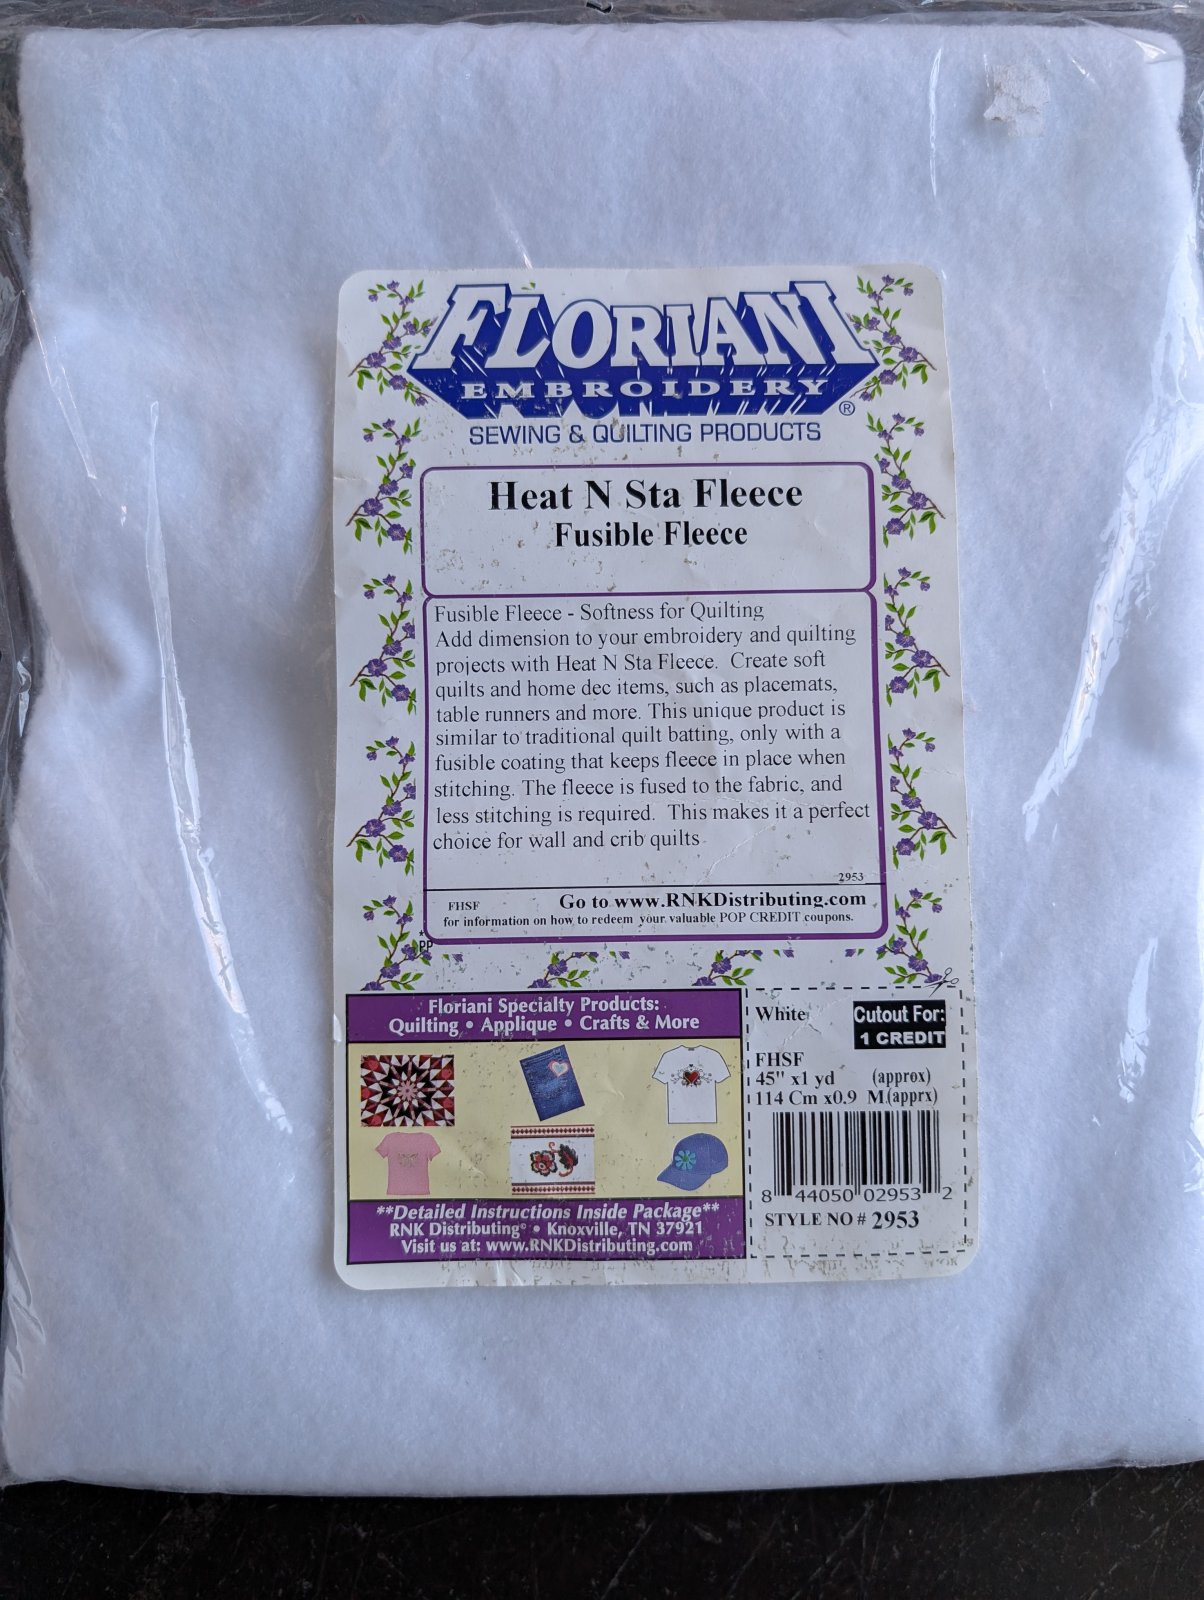 FLORIANI
EMBROIDERY®
SEWING & QUILTING PRODUCTS
Heat N Sta Fleece
Fusible Fleece
Fusible Fleece - Softness for Quilting
Add dimension to your embroidery and quilting
projects with Heat N Sta Fleece. Create soft
quilts and home dec items, such as placemats,
table runners and more. This unique product is
similar to traditional quilt batting, only with a
fusible coating that keeps fleece in place when
stitching. The fleece is fused to the fabric, and
less stitching is required. This makes it a perfect
choice for wall and crib quilts
2953
FHSF Go to www.RNKDistributing.com
for information on how to redeem your valuable POP CREDIT coupons.
*
PP
Floriani Specialty Products:
Quilting • Applique • Crafts & More
**Detailed Instructions Inside Package**
RNK Distributing® • Knoxville, TN 37921
Visit us at: www.RNKDistributing.com
White
Cutout For:
1 CREDIT
FHSF
45" x1 yd (approx)
114 Cm x0.9 M.(apprx)
8 44050 02953 2
STYLE NO # 2953